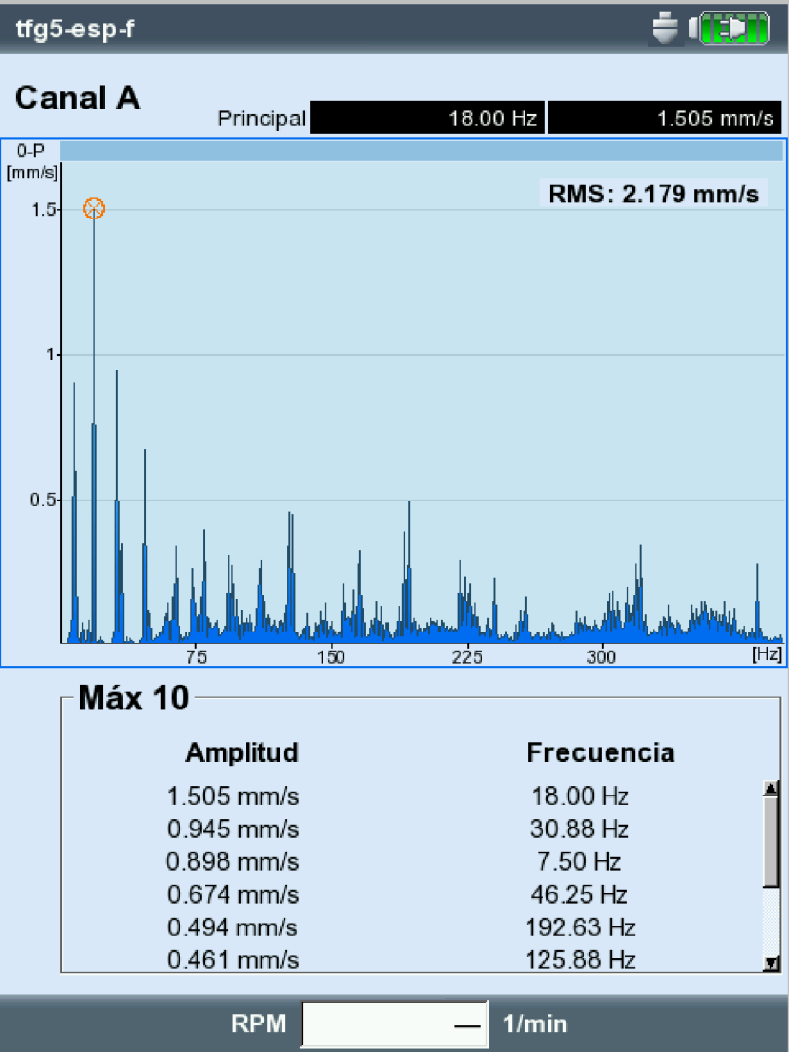 tfg5-esp-f
Canal A
Principal 18.00 Hz 1.505 mm/s
0-P
[mm/s]
RMS: 2.179 mm/s
1.5
1
0.5
75 150 225 300 [Hz]
Máx 10
Amplitud Frecuencia
1.505 mm/s 18.00 Hz
0.945 mm/s 30.88 Hz
0.898 mm/s 7.50 Hz
0.674 mm/s 46.25 Hz
0.494 mm/s 192.63 Hz
0.461 mm/s 125.88 Hz
RPM — 1/min